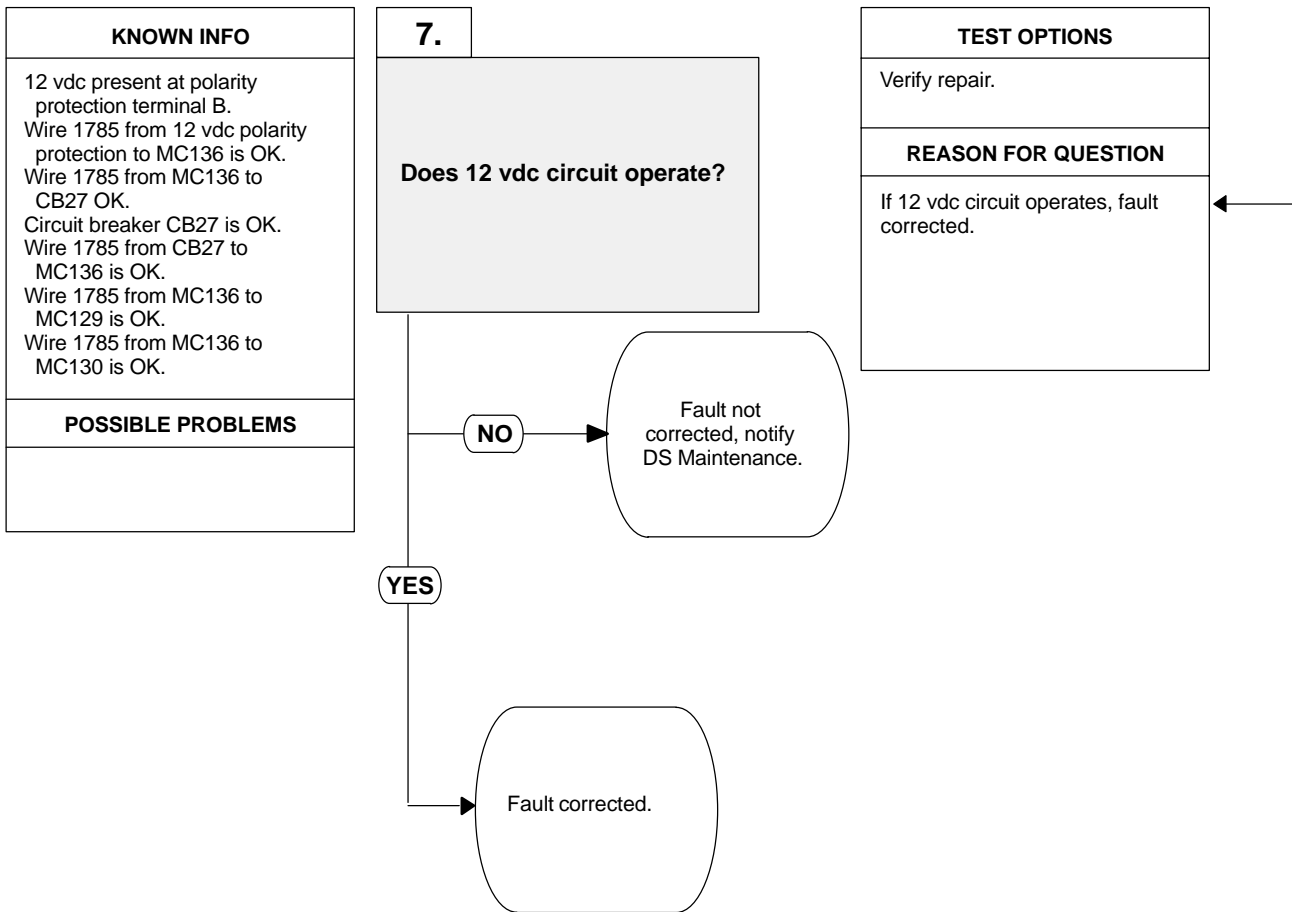 KNOWN INFO
12 vdc present at polarity
protection terminal B.
Wire 1785 from 12 vdc polarity
protection to MC136 is OK.
Wire 1785 from MC136 to
CB27 OK.
Circuit breaker CB27 is OK.
Wire 1785 from CB27 to
MC136 is OK.
Wire 1785 from MC136 to
MC129 is OK.
Wire 1785 from MC136 to
MC130 is OK.
POSSIBLE PROBLEMS
7.
Does 12 vdc circuit operate?
TEST OPTIONS
Verify repair.
REASON FOR QUESTION
If 12 vdc circuit operates, fault
corrected.
NO
Fault not
corrected, notify
DS Maintenance.
YES
Fault corrected.